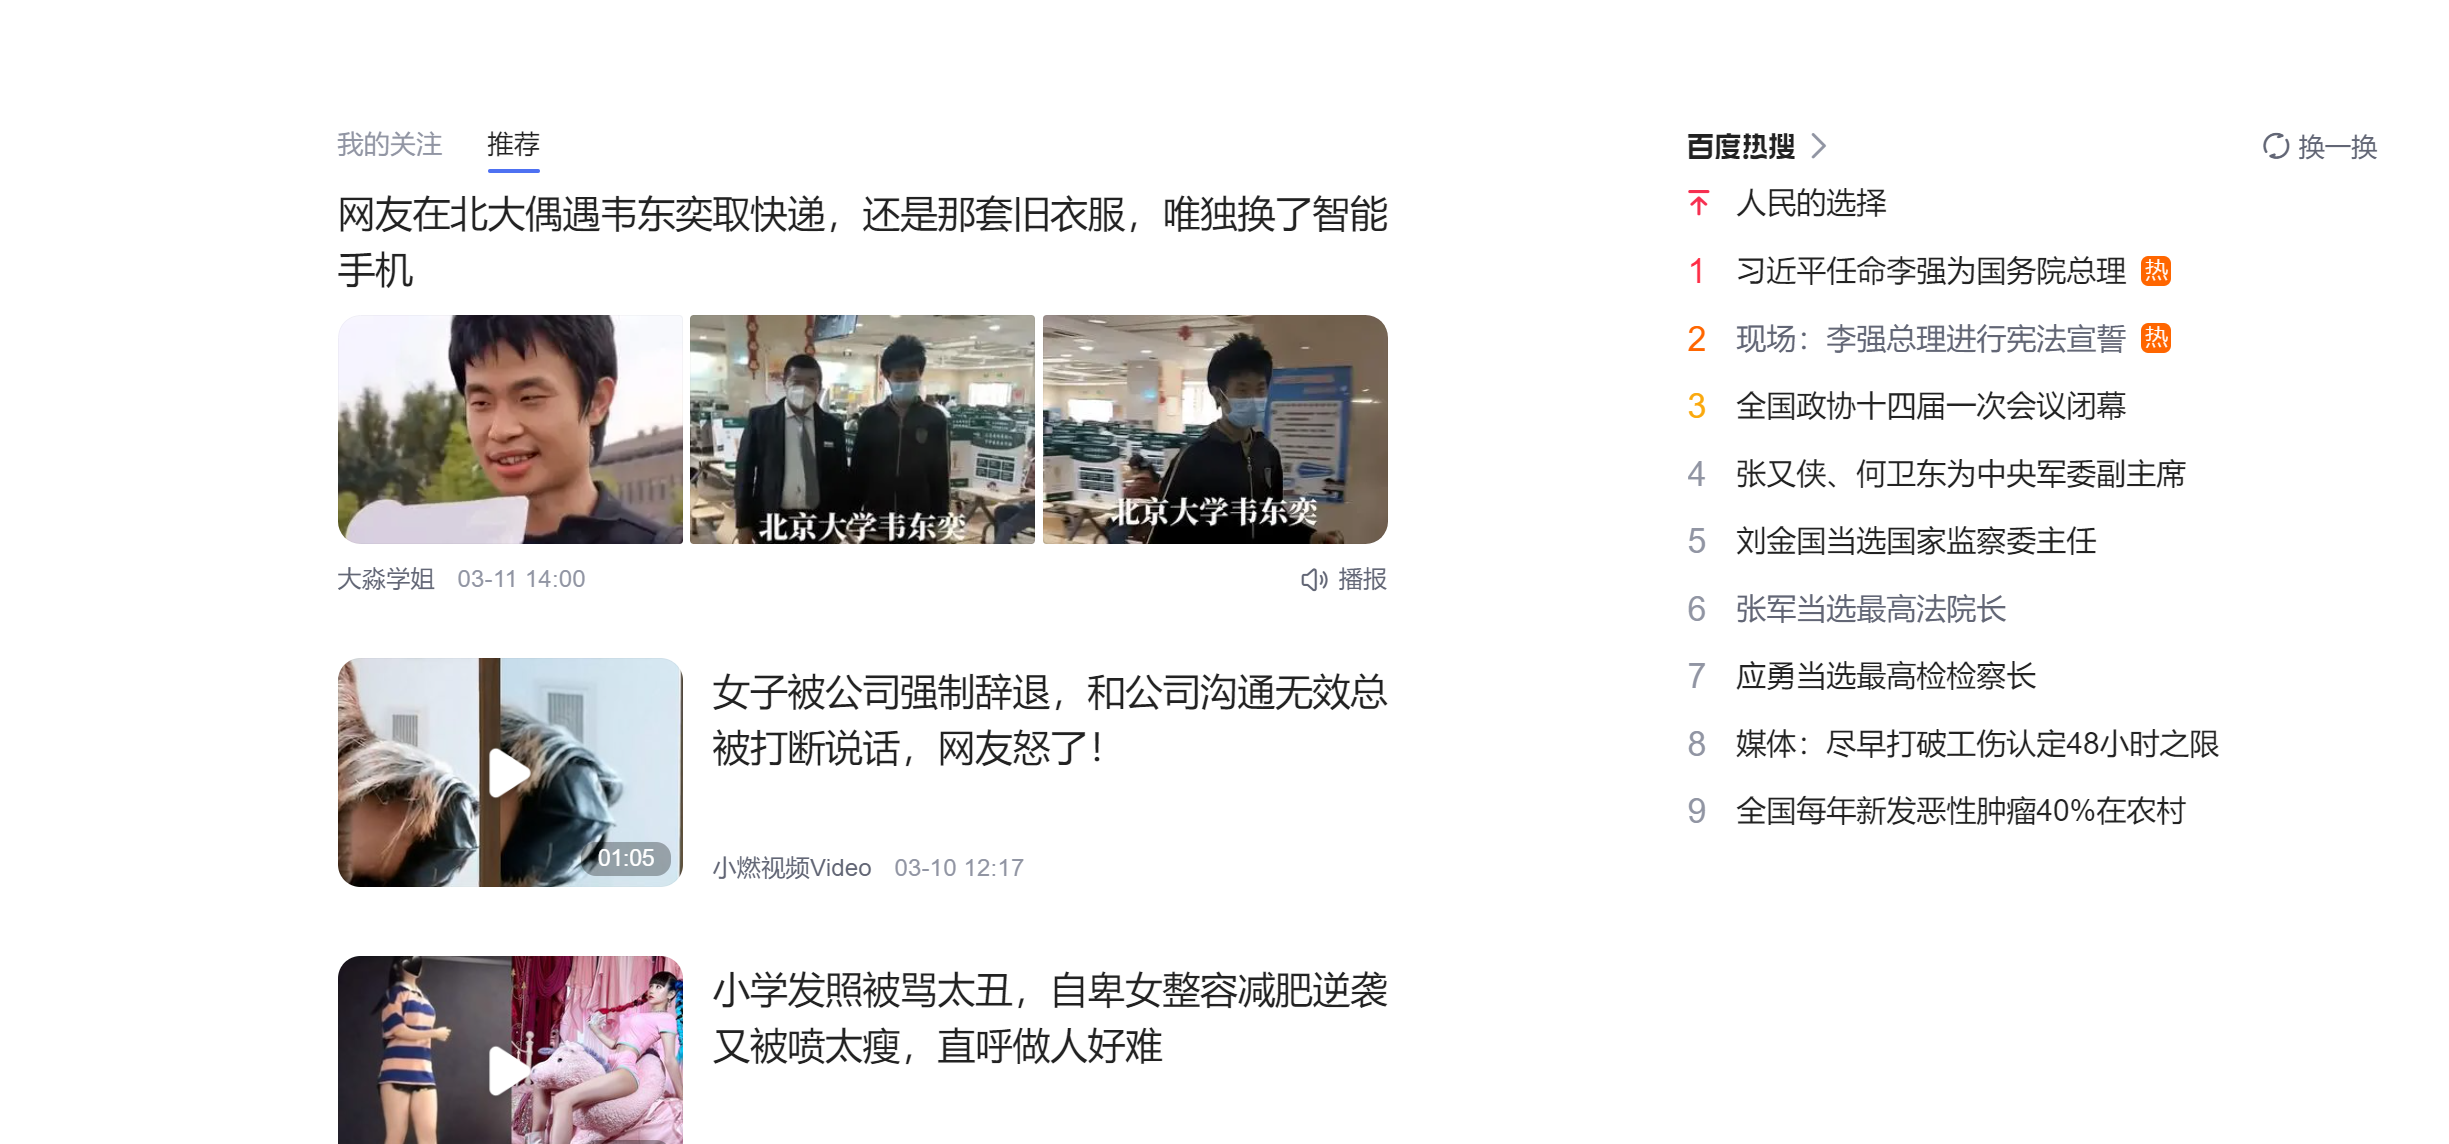 我的关注 推荐
网友在北大偶遇韦东奕取快递，还是那套旧衣服，唯独换了智能
手机
北京大学韦东奕
北京大学韦东奕
大淼学姐 03-11 14:00
播报
女子被公司强制辞退，和公司沟通无效总
被打断说话，网友怒了！
01:05
小燃视频Video 03-10 12:17
小学发照被骂太丑，自卑女整容减肥逆袭
又被喷太瘦，直呼做人好难
百度热搜
换一换
人民的选择
1 习近平任命李强为国务院总理 热
2 现场：李强总理进行宪法宣誓 热
3 全国政协十四届一次会议闭幕
4 张又侠、何卫东为中央军委副主席
5 刘金国当选国家监察委主任
6 张军当选最高法院长
7 应勇当选最高检检察长
8 媒体：尽早打破工伤认定48小时之限
9 全国每年新发恶性肿瘤40%在农村